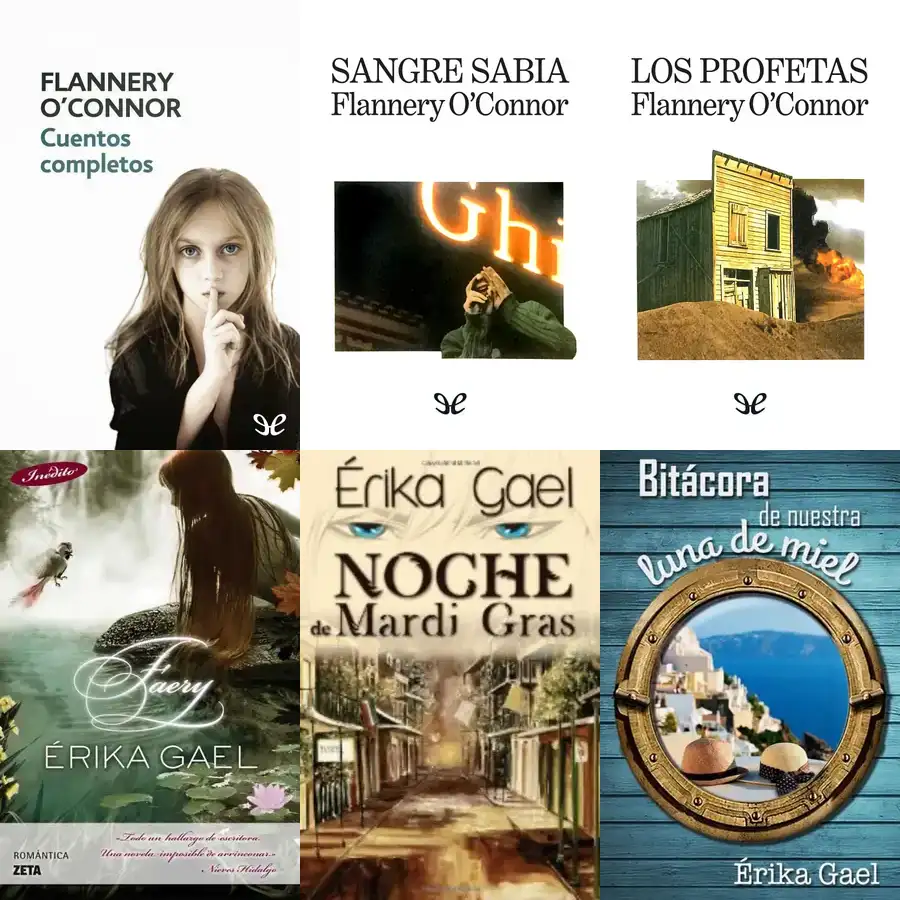 FLANNERY
O'CONNOR
Cuentos
completos
SANGRE SABIA
Flannery O'Connor
Ghi
LOS PROFETAS
Flannery O'Connor
Inédito
Faery
ÉRIKA GAEL
«Todo un hallazgo de escritora.
Una novela imposible de arrinconar.»
Nieves Hidalgo
ROMÁNTICA
ZETA
Érika Gael
NOCHE
de Mardi Gras
Bitácora
de nuestra
luna de miel
Érika Gael